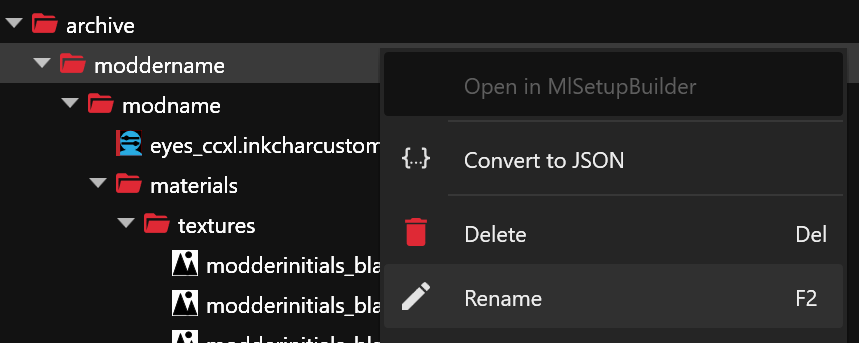 archive
moddername
modname
eyes_ccxl.inkcharcustom
materials
textures
modderinitials_bla
modderinitials_bla
modderinitials_bla
Open in MlSetupBuilder
{...} Convert to JSON
Delete Del
Rename F2